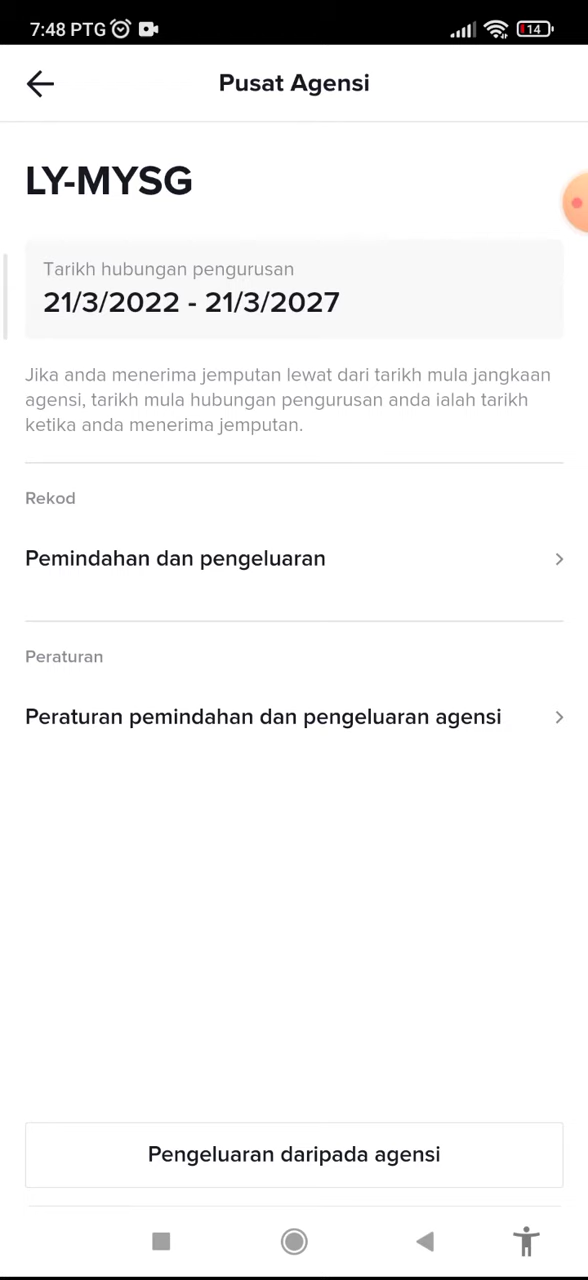 7:48 PTG
14
Pusat Agensi
LY-MYSG
Tarikh hubungan pengurusan
21/3/2022 - 21/3/2027
Jika anda menerima jemputan lewat dari tarikh mula jangkaan
agensi, tarikh mula hubungan pengurusan anda ialah tarikh
ketika anda menerima jemputan.
Rekod
Pemindahan dan pengeluaran
Peraturan
Peraturan pemindahan dan pengeluaran agensi
Pengeluaran daripada agensi